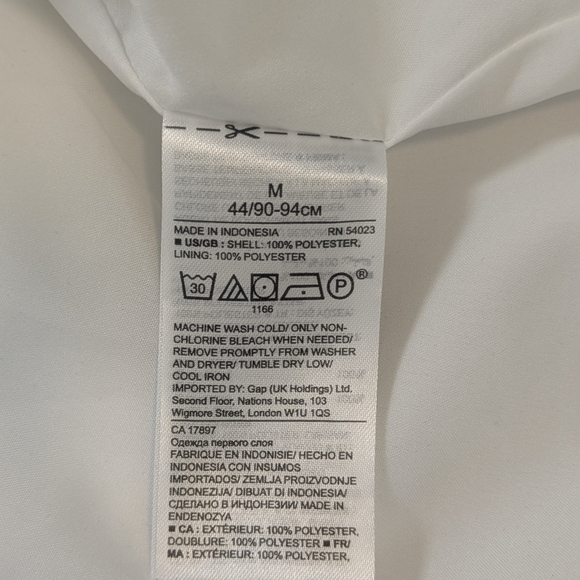 M
44/90-94CM
MADE IN INDONESIA RN 54023
■ US/GB : SHELL: 100% POLYESTER,
LINING: 100% POLYESTER
30 P ®
1166
MACHINE WASH COLD/ ONLY NON-
CHLORINE BLEACH WHEN NEEDED/
REMOVE PROMPTLY FROM WASHER
AND DRYER/ TUMBLE DRY LOW/
COOL IRON
IMPORTED BY: Gap (UK Holdings) Ltd.
Second Floor, Nations House, 103
Wigmore Street, London W1U 1QS
CA 17897
Одежда первого слоя
FABRIQUÉ EN INDONÉSIE/ HECHO EN
INDONESIA CON INSUMOS
IMPORTADOS/ ZEMLJA PROIZVODNJE
INDONEZIJA/ DIBUAT DI INDONESIA/
СДЕЛАНО В ИНДОНЕЗИИ/ MADE IN
ENDENOZYA
■ CA : EXTÉRIEUR: 100% POLYESTER,
DOUBLURE: 100% POLYESTER ■ FR/
MA : EXTÉRIEUR: 100% POLYESTER,